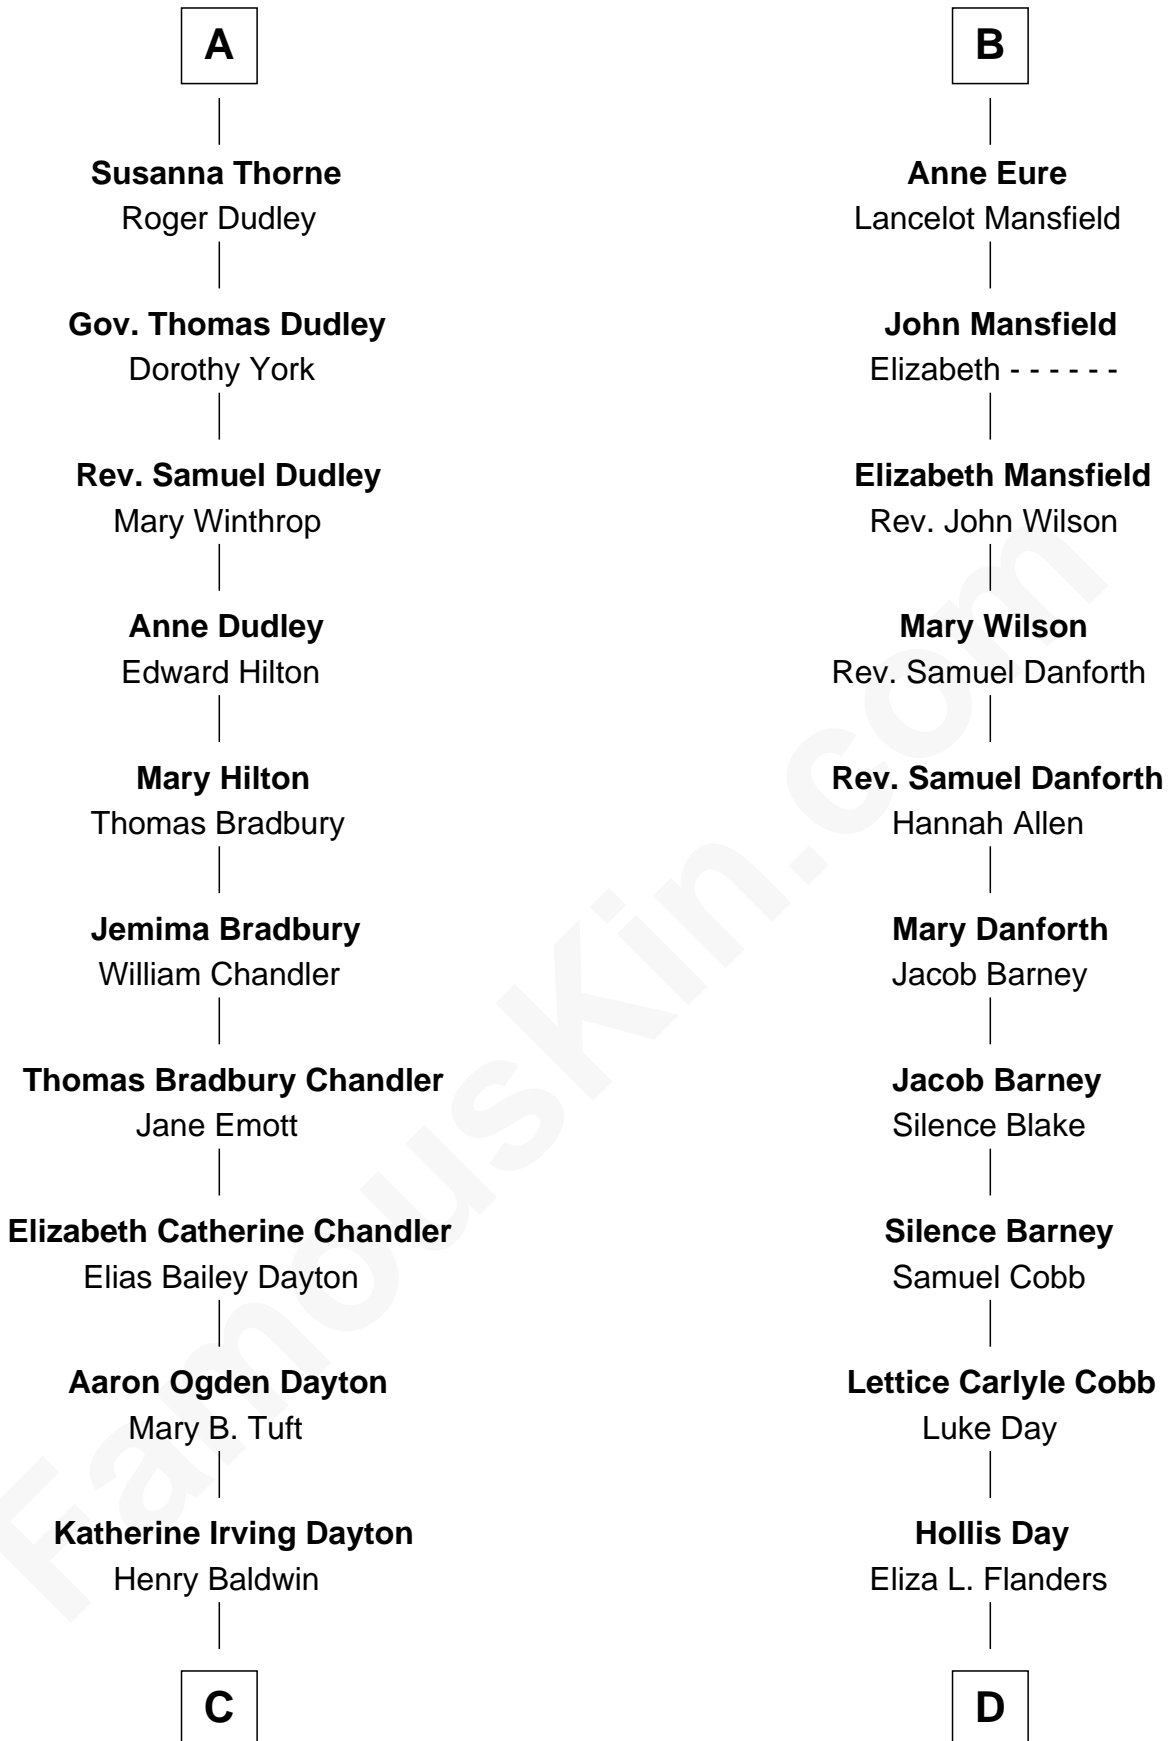 A
Susanna Thorne
Roger Dudley
Gov. Thomas Dudley
Dorothy York
Rev. Samuel Dudley
Mary Winthrop
Anne Dudley
Edward Hilton
Mary Hilton
Thomas Bradbury
Jemima Bradbury
William Chandler
Thomas Bradbury Chandler
Jane Emott
Elizabeth Catherine Chandler
Elias Bailey Dayton
Aaron Ogden Dayton
Mary B. Tuft
Katherine Irving Dayton
Henry Baldwin
C
B
Anne Eure
Lancelot Mansfield
John Mansfield
Elizabeth - - - - - -
Elizabeth Mansfield
Rev. John Wilson
Mary Wilson
Rev. Samuel Danforth
Rev. Samuel Danforth
Hannah Allen
Mary Danforth
Jacob Barney
Jacob Barney
Silence Blake
Silence Barney
Samuel Cobb
Lettice Carlyle Cobb
Luke Day
Hollis Day
Eliza L. Flanders
D
FamousKin.com